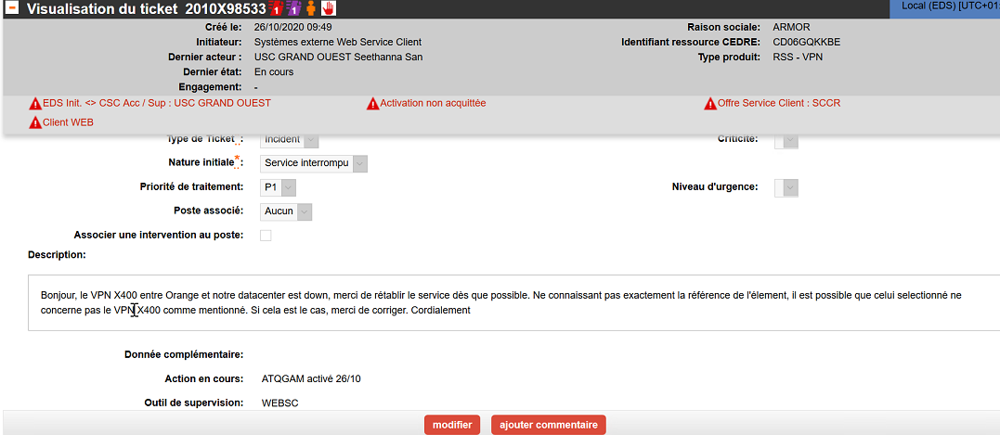 Visualisation du ticket 2010X98533 1 1
Local (EDS) [UTC+01:
Créé le: 26/10/2020 09:49
Raison sociale: ARMOR
Initiateur: Systèmes externe Web Service Client
Identifiant ressource CEDRE: CD06GQKKBE
Dernier acteur : USC GRAND OUEST Seethanna San
Type produit: RSS - VPN
Dernier état: En cours
Engagement: -
EDS Init. <> CSC Acc / Sup : USC GRAND OUEST
Activation non acquittée
Offre Service Client : SCCR
Client WEB
Type de Ticket : Incident
Criticité:
Nature initiale* : Service interrompu
Priorité de traitement: P1
Niveau d'urgence:
Poste associé: Aucun
Associer une intervention au poste:
Description:
Bonjour, le VPN X400 entre Orange et notre datacenter est down, merci de rétablir le service dès que possible. Ne connaissant pas exactement la référence de l'élement, il est possible que celui selectionné ne
concerne pas le VPN X400 comme mentionné. Si cela est le cas, merci de corriger. Cordialement
Donnée complémentaire:
Action en cours: ATQGAM activé 26/10
Outil de supervision: WEBSC
modifier
ajouter commentaire